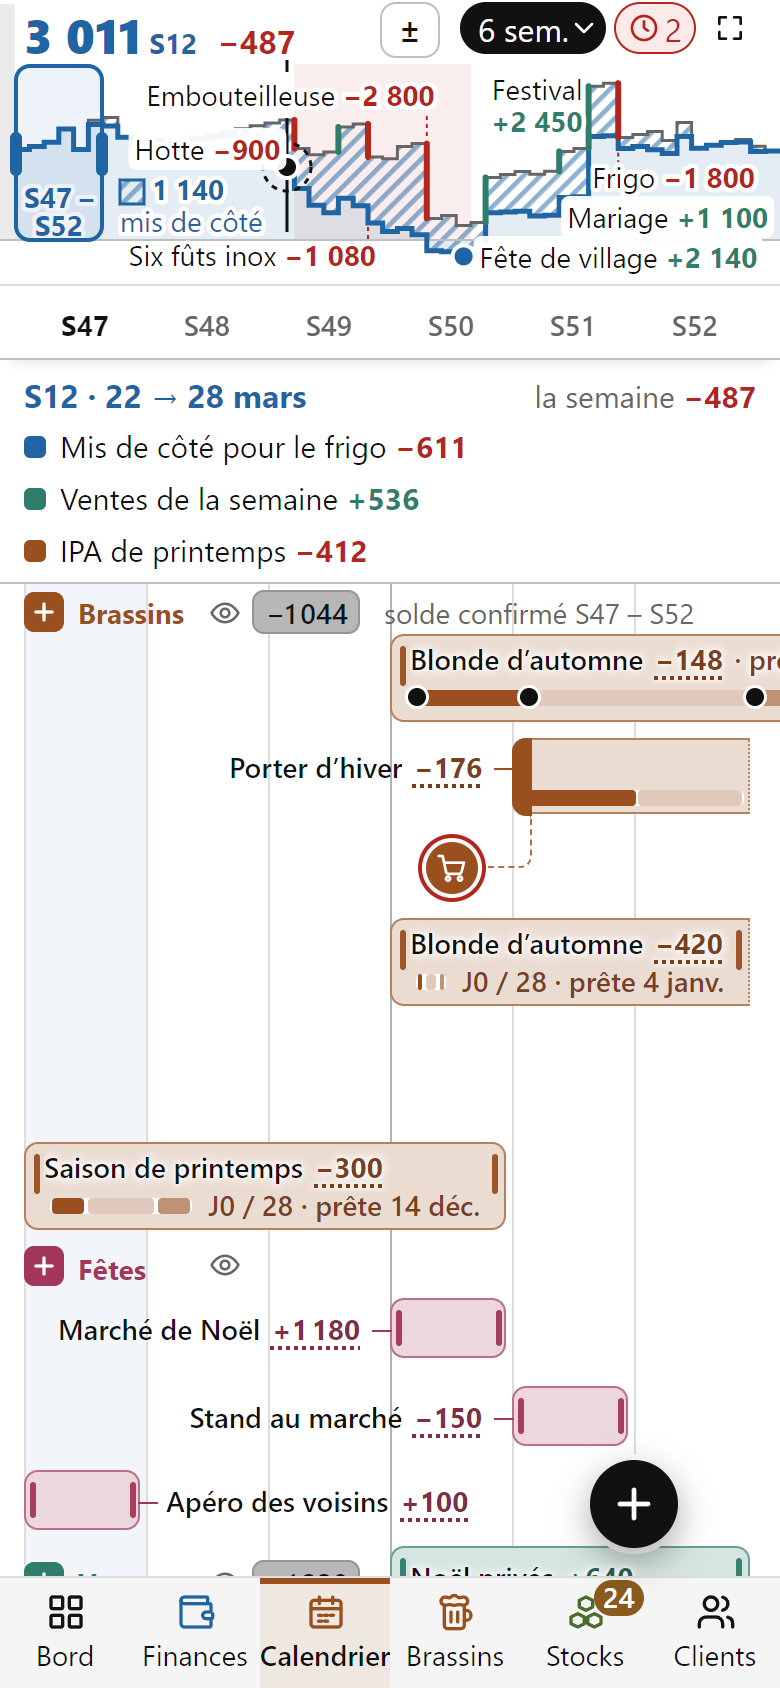 3 011 S12 −487
±
6 sem.
2
Embouteilleuse −2 800
Festival
+2 450
Hotte −900
S47 –
S52
1 140
mis de côté
Frigo −1 800
Mariage +1 100
Six fûts inox −1 080
Fête de village +2 140
S47 S48 S49 S50 S51 S52
S12 · 22 → 28 mars
la semaine −487
Mis de côté pour le frigo −611
Ventes de la semaine +536
IPA de printemps −412
Brassins
−1044
solde confirmé S47 – S52
Blonde d’automne −148 · pr
Porter d’hiver −176
Blonde d’automne −420
J0 / 28 · prête 4 janv.
Saison de printemps −300
J0 / 28 · prête 14 déc.
Fêtes
Marché de Noël +1 180
Stand au marché −150
Apéro des voisins +100
Noël privés +640
24
Bord Finances Calendrier Brassins Stocks Clients